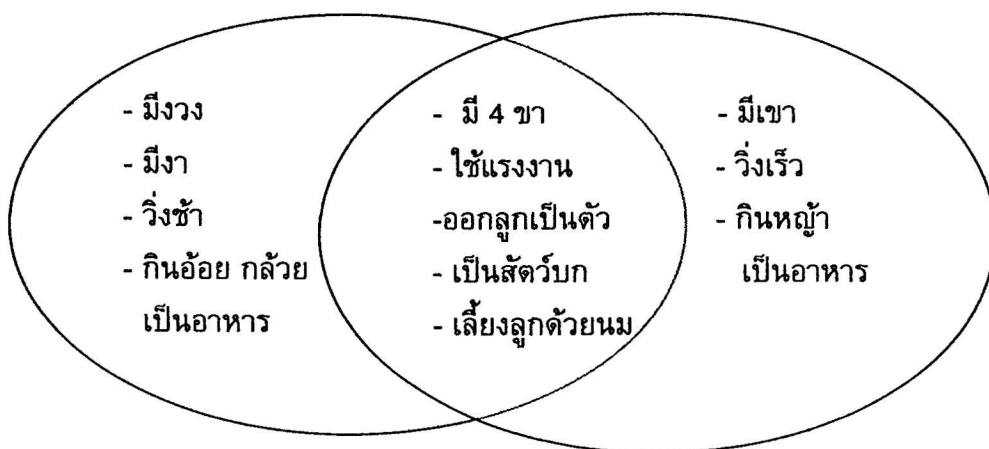 - มีงวง
- มีงา
- วิ่งช้า
- กินอ้อย กล้วย
เป็นอาหาร
- มี 4 ขา
- ใช้แรงงาน
-ออกลูกเป็นตัว
- เป็นสัตว์บก
- เลี้ยงลูกด้วยนม
- มีเขา
- วิ่งเร็ว
- กินหญ้า
เป็นอาหาร